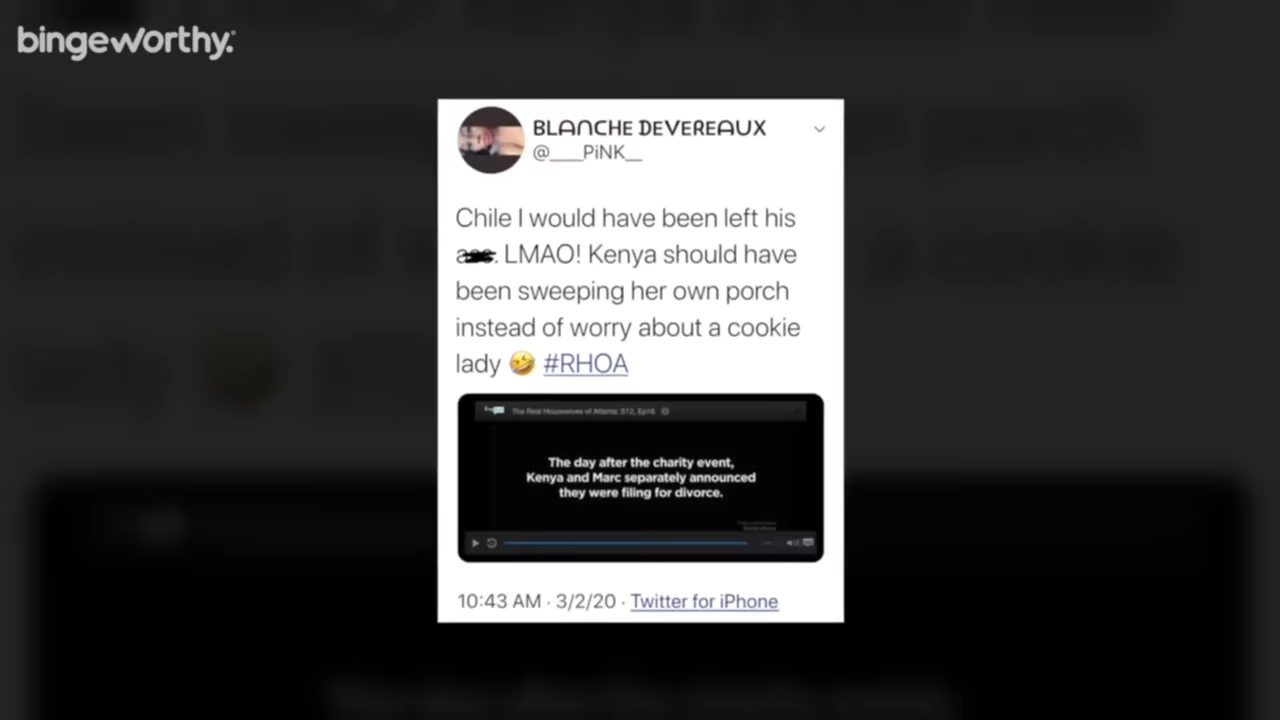 bingeworthy.
BLANCHE DEVEREAUX
@____PiNK__
Chile I would have been left his
. LMAO! Kenya should have
been sweeping her own porch
instead of worry about a cookie
lady 🤣 #RHOA
The Real Housewives of Atlanta: S12, Ep16
The day after the charity event,
Kenya and Marc separately announced
they were filing for divorce.
10:43 AM · 3/2/20 · Twitter for iPhone